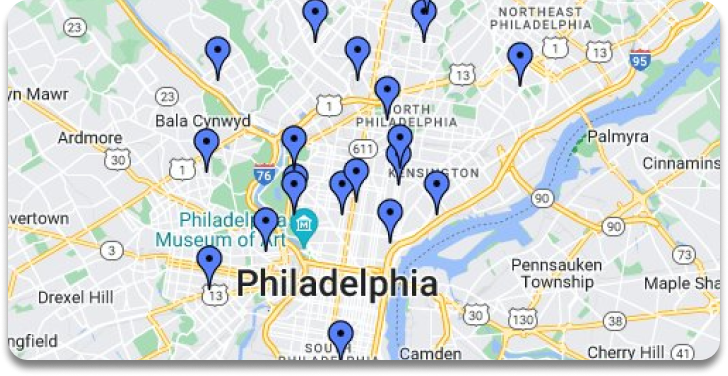 23
NORTHEAST
PHILADELPHIA
1
13
95
13
yn Mawr
23
1
Bala Cynwyd
NORTH
PHILADELPHIA
Ardmore
30
611
Palmyra
1
76
KENSINGTON
Cinnamins
90
vertown
Philadelphia
Museum of Art
90
3
73
Philadelphia
Pennsauken
Township
Maple Sha
Drexel Hill
13
30
130
38
ngfield
SOUTH
PHILADELPHIA
Camden
Cherry Hill
41